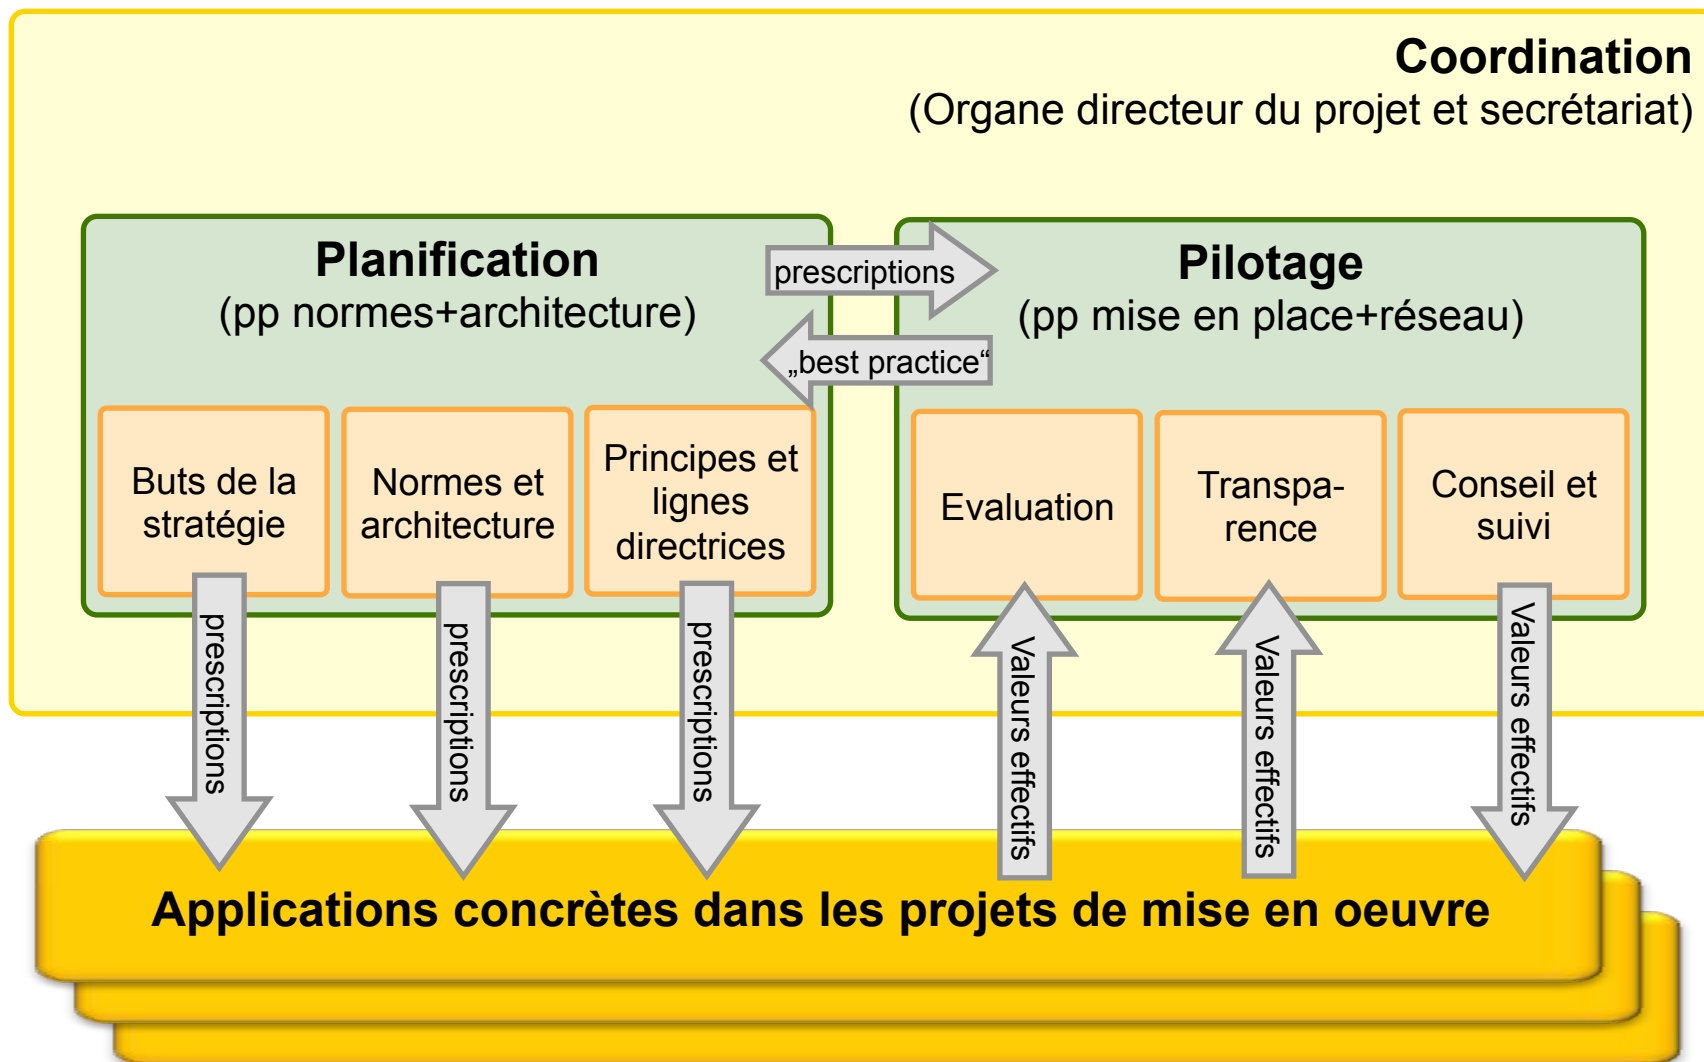 Coordination
(Organe directeur du projet et secrétariat)
Planification
(pp normes+architecture)
prescriptions
„best practice“
Pilotage
(pp mise en place+réseau)
Buts de la
stratégie
Normes et
architecture
Principes et
lignes
directrices
Evaluation
Transpa-
rence
Conseil et
suivi
prescriptions
prescriptions
prescriptions
Valeurs effectifs
Valeurs effectifs
Valeurs effectifs
Applications concrètes dans les projets de mise en oeuvre